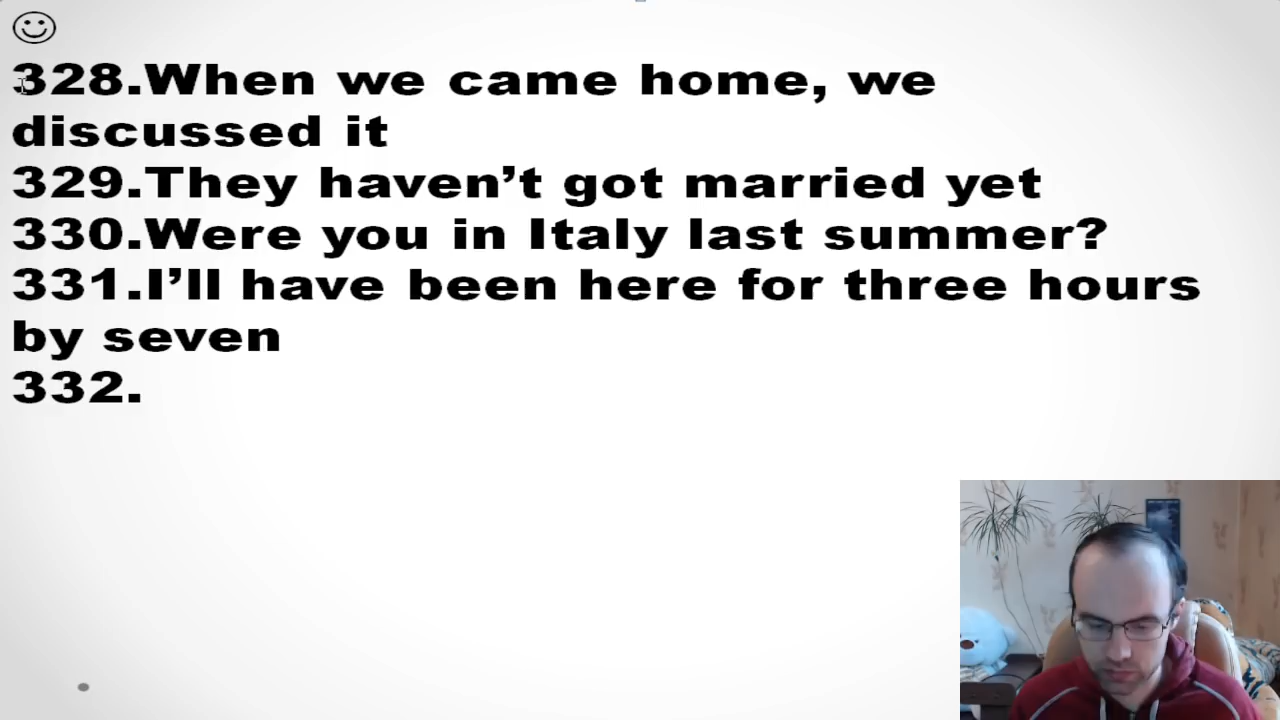 328.When we came home, we
discussed it
329.They haven’t got married yet
330.Were you in Italy last summer?
331.I’ll have been here for three hours
by seven
332.